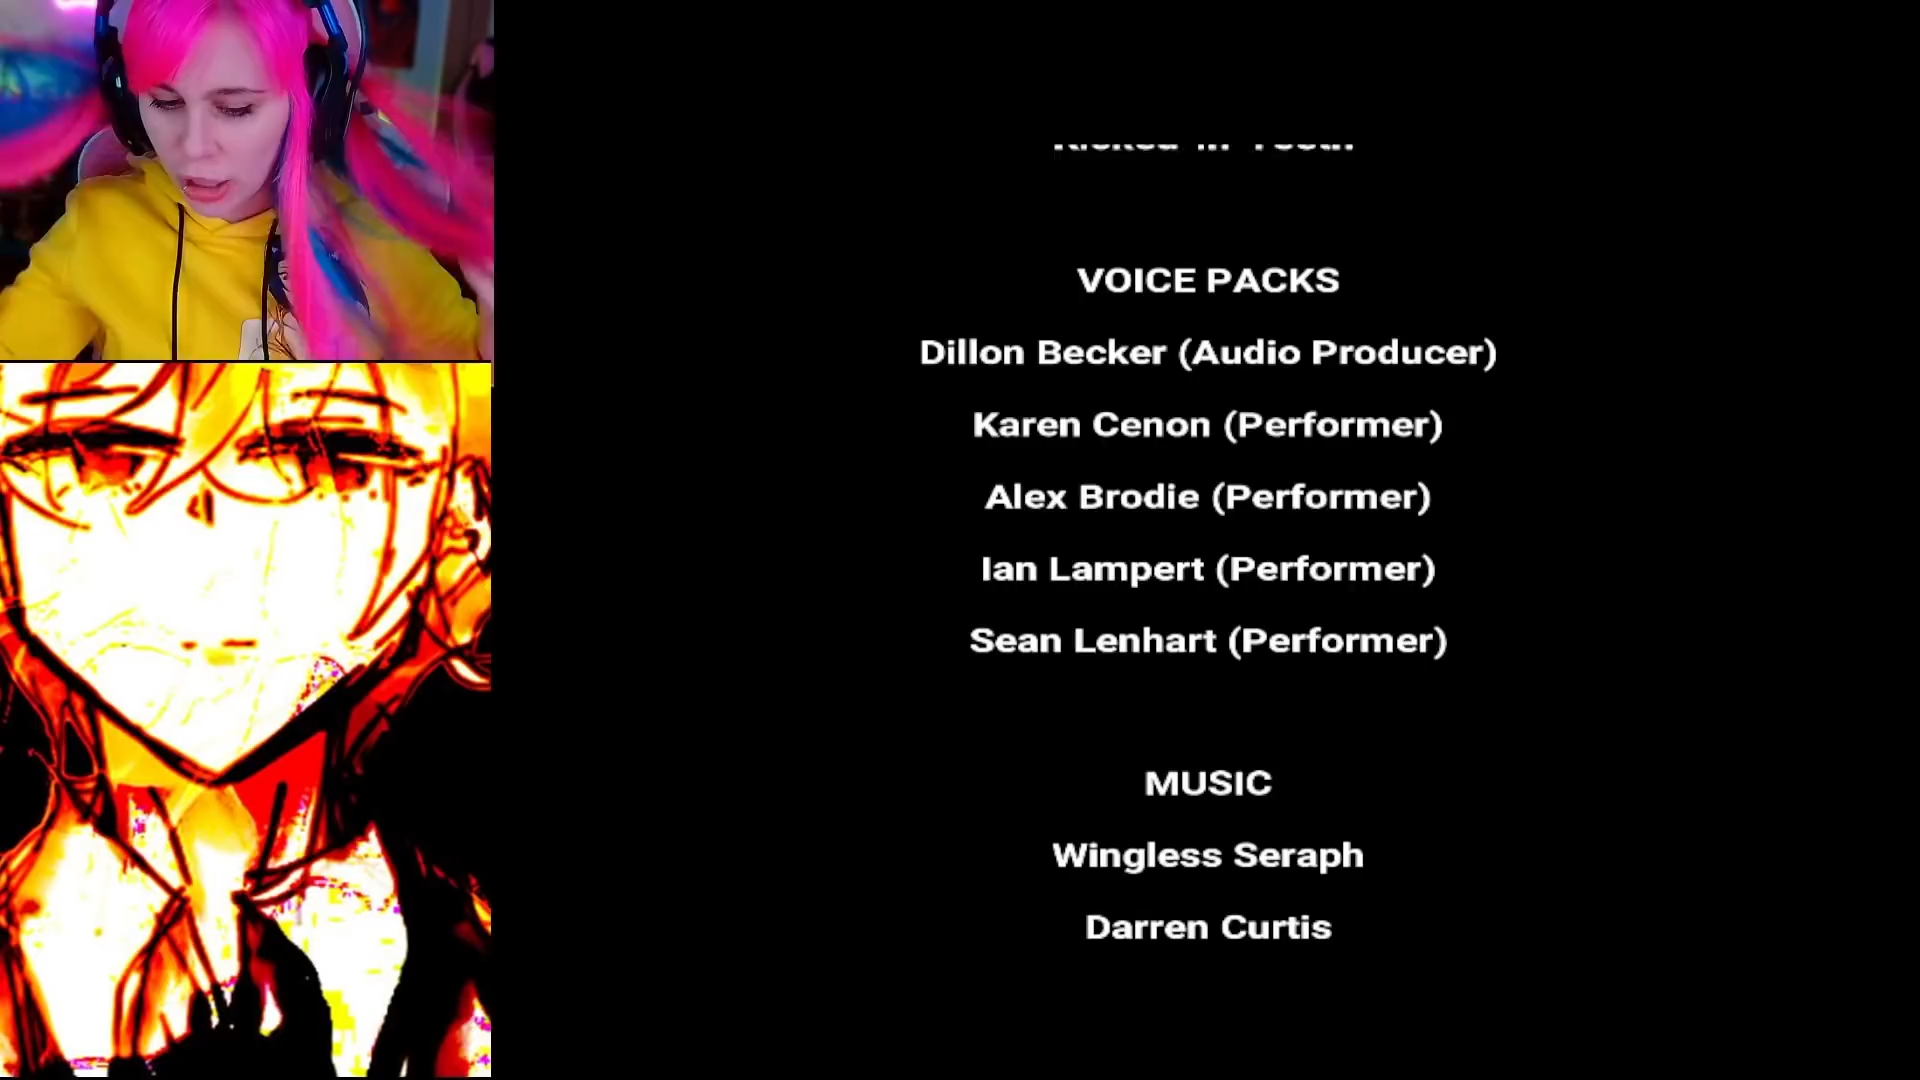 VOICE PACKS
Dillon Becker (Audio Producer)
Karen Cenon (Performer)
Alex Brodie (Performer)
Ian Lampert (Performer)
Sean Lenhart (Performer)
MUSIC
Wingless Seraph
Darren Curtis